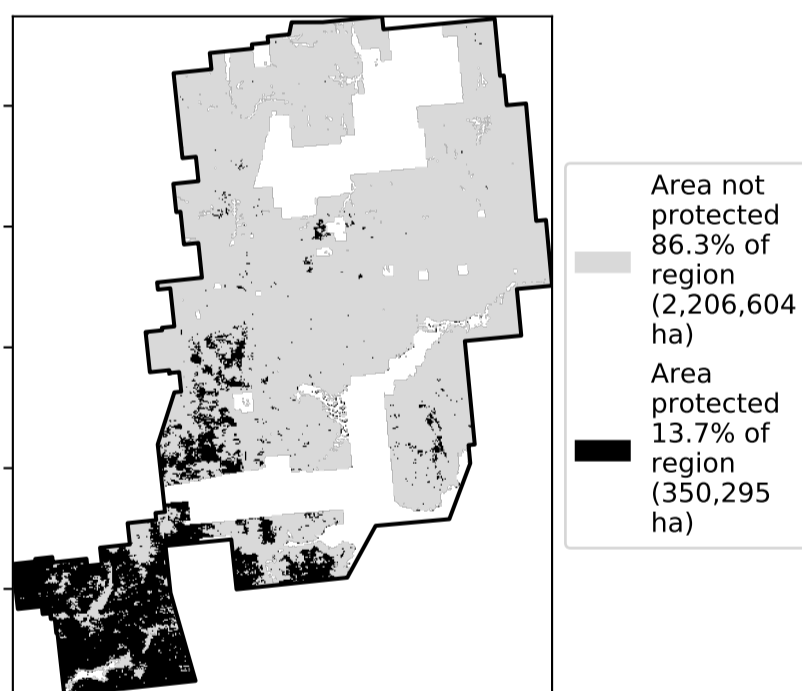 Area not
protected
86.3% of
region
(2,206,604
ha)
Area
protected
13.7% of
region
(350,295
ha)